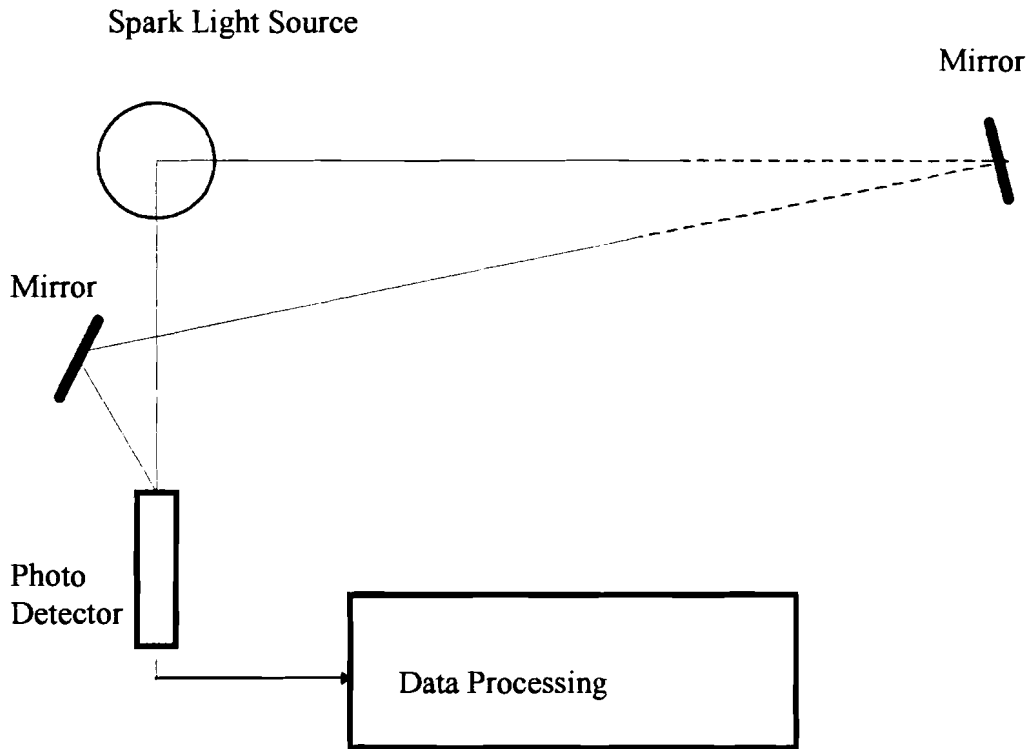 Spark Light Source
Mirror
Mirror
Photo
Detector
Data Processing